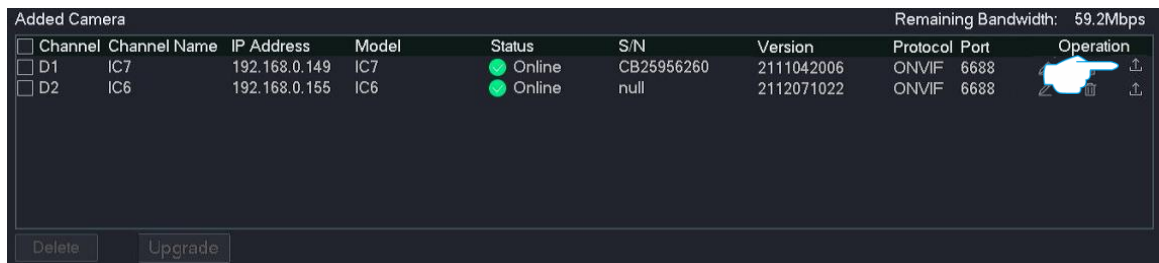 Added Camera Remaining Bandwidth: 59.2Mbps
Channel Channel Name IP Address Model Status S/N Version Protocol Port Operation
D1 IC7 192.168.0.149 IC7 Online CB25956260 2111042006 ONVIF 6688
D2 IC6 192.168.0.155 IC6 Online null 2112071022 ONVIF 6688
Delete Upgrade